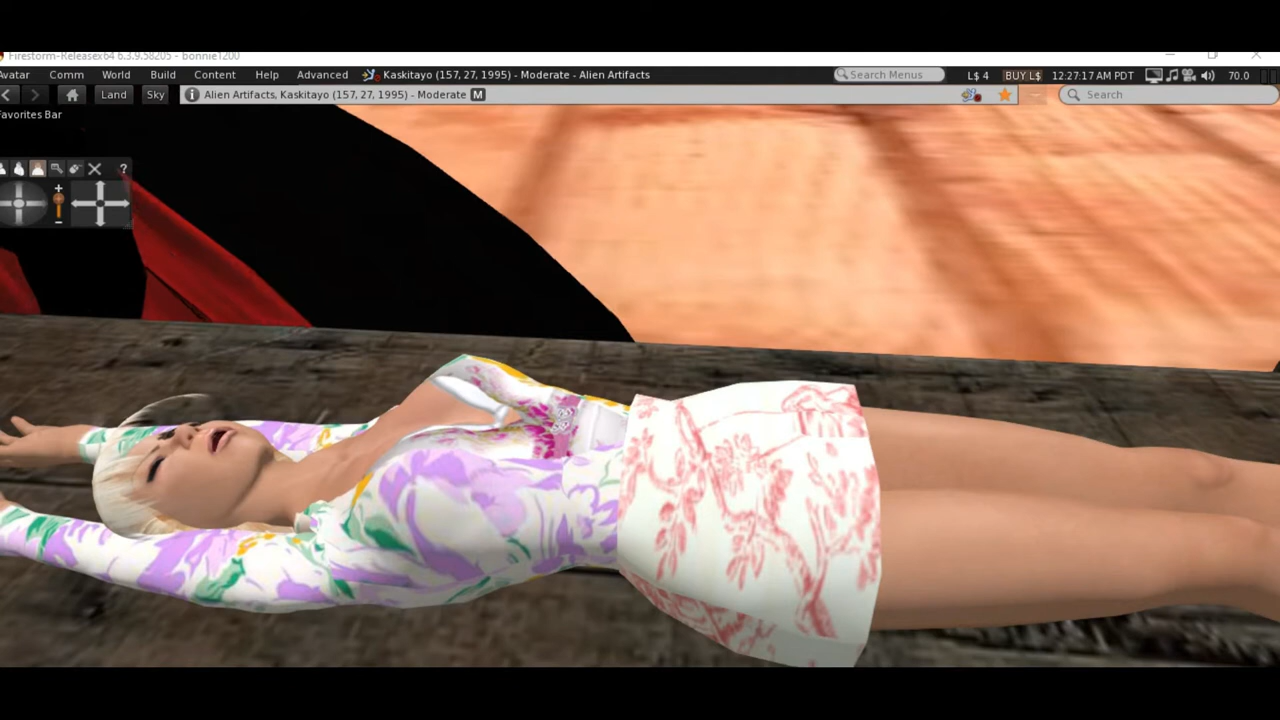 Firestorm-Releasex64 6.3.9.58205 - bonnie1200
Avatar Comm World Build Content Help Advanced Kaskitayo (157, 27, 1995) - Moderate - Alien Artifacts Search Menus L$ 4 BUY L$ 12:27:17 AM PDT 70.0
Land Sky Alien Artifacts, Kaskitayo (157, 27, 1995) - Moderate M Search
Favorites Bar
?